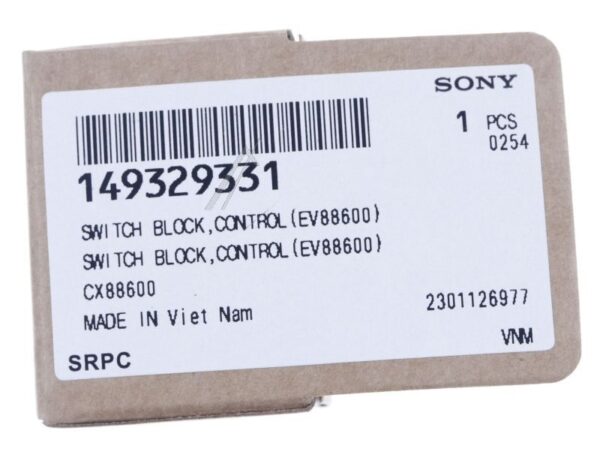 SONY
1 PCS
0254
149329331
SWITCH BLOCK,CONTROL(EV88600)
SWITCH BLOCK,CONTROL(EV88600)
CX88600
2301126977
MADE IN Viet Nam
VNM
SRPC